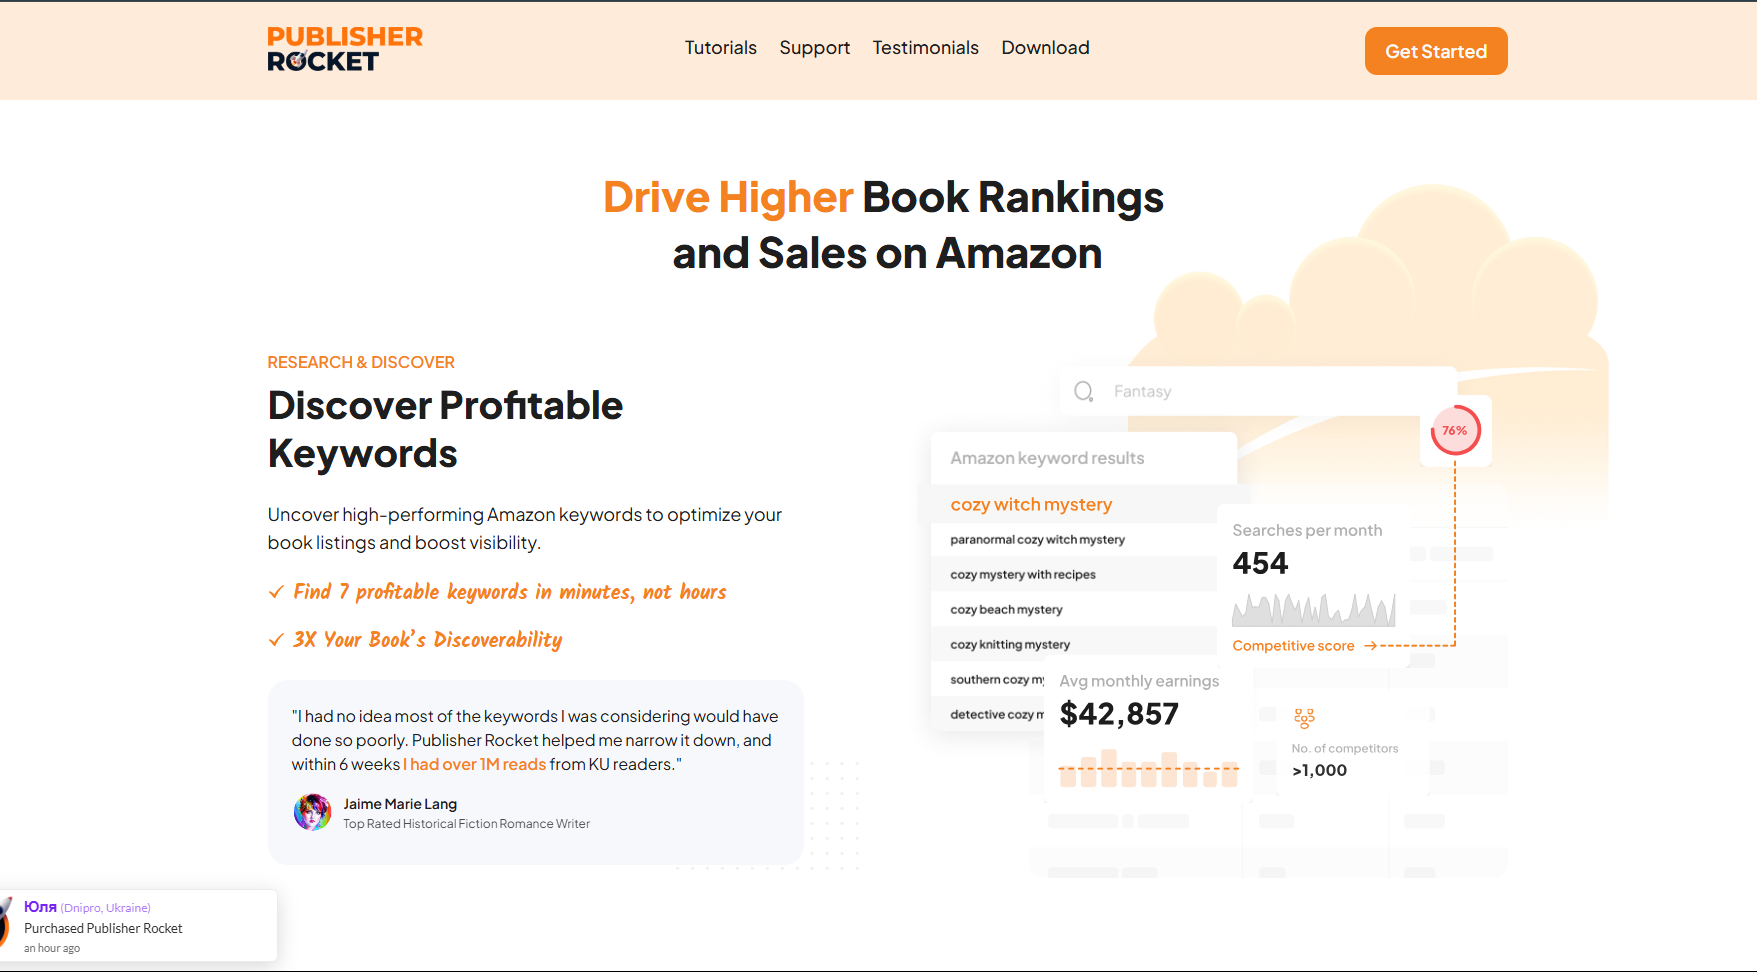 PUBLISHER
ROCKET
Tutorials Support Testimonials Download
Get Started
Drive Higher Book Rankings
and Sales on Amazon
RESEARCH & DISCOVER
Discover Profitable
Keywords
Uncover high-performing Amazon keywords to optimize your
book listings and boost visibility.
✓ Find 7 profitable keywords in minutes, not hours
✓ 3X Your Book's Discoverability
"I had no idea most of the keywords I was considering would have
done so poorly. Publisher Rocket helped me narrow it down, and
within 6 weeks I had over 1M reads from KU readers."
Jaime Marie Lang
Top Rated Historical Fiction Romance Writer
Fantasy
76%
Amazon keyword results
cozy witch mystery
paranormal cozy witch mystery
cozy mystery with recipes
cozy beach mystery
cozy knitting mystery
southern cozy my
detective cozy m
Searches per month
454
Competitive score →
Avg monthly earnings
$42,857
No. of competitors
>1,000
Юля (Dnipro, Ukraine)
Purchased Publisher Rocket
an hour ago